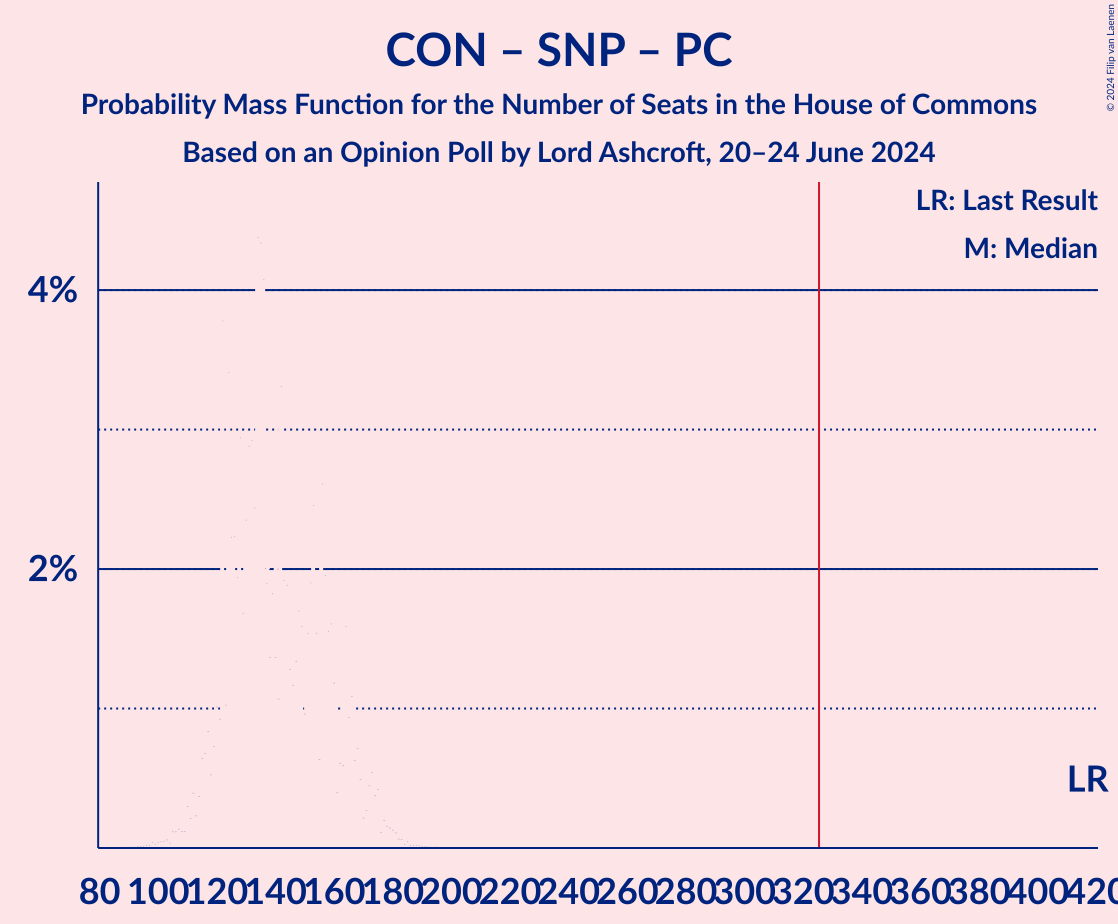 CON – SNP – PC
Probability Mass Function for the Number of Seats in the House of Commons
Based on an Opinion Poll by Lord Ashcroft, 20–24 June 2024
© 2024 Filip van Laenen
LR: Last Result
M: Median
4%
2%
LR
80 100 120 140 160 180 200 220 240 260 280 300 320 340 360 380 400 420